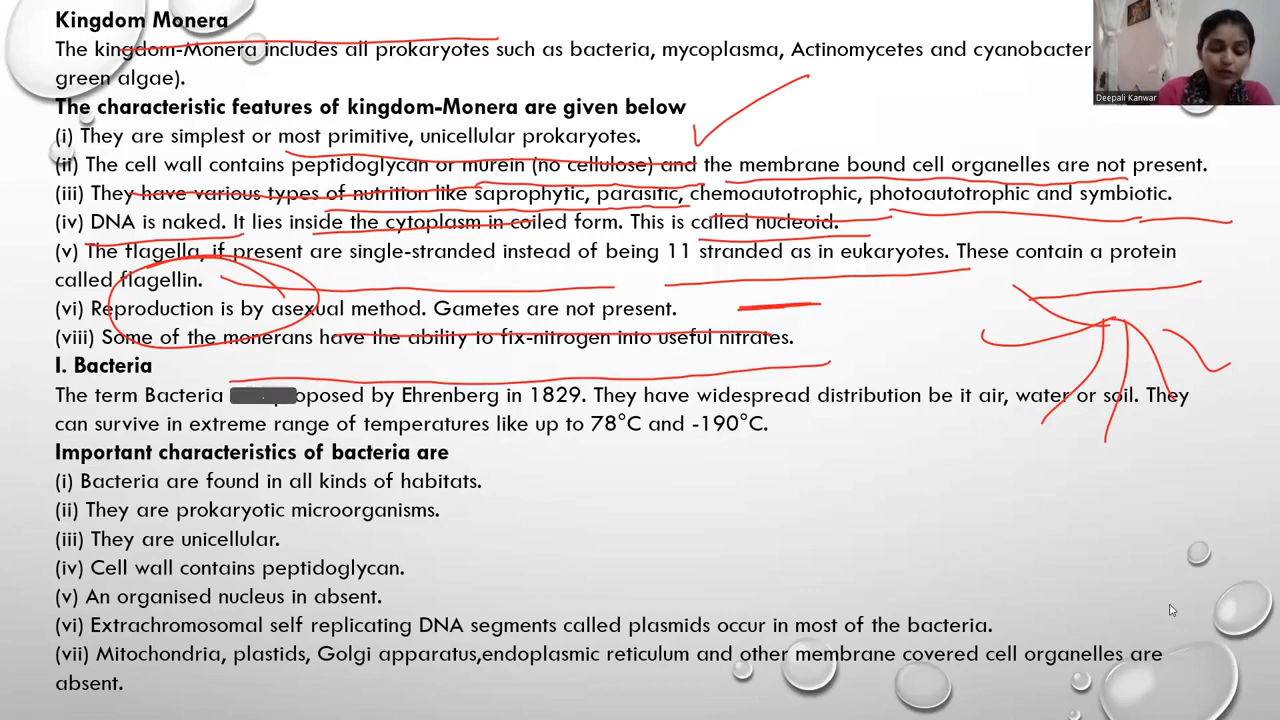 Kingdom Monera
The kingdom-Monera includes all prokaryotes such as bacteria, mycoplasma, Actinomycetes and cyanobacter
green algae).
The characteristic features of kingdom-Monera are given below
(i) They are simplest or most primitive, unicellular prokaryotes.
(ii) The cell wall contains peptidoglycan or murein (no cellulose) and the membrane bound cell organelles are not present.
(iii) They have various types of nutrition like saprophytic, parasitic, chemoautotrophic, photoautotrophic and symbiotic.
(iv) DNA is naked. It lies inside the cytoplasm in coiled form. This is called nucleoid.
(v) The flagella, if present are single-stranded instead of being 11 stranded as in eukaryotes. These contain a protein
called flagellin.
(vi) Reproduction is by asexual method. Gametes are not present.
(viii) Some of the monerans have the ability to fix-nitrogen into useful nitrates.
I. Bacteria
The term Bacteria oposed by Ehrenberg in 1829. They have widespread distribution be it air, water or soil. They
can survive in extreme range of temperatures like up to 78°C and -190°C.
Important characteristics of bacteria are
(i) Bacteria are found in all kinds of habitats.
(ii) They are prokaryotic microorganisms.
(iii) They are unicellular.
(iv) Cell wall contains peptidoglycan.
(v) An organised nucleus in absent.
(vi) Extrachromosomal self replicating DNA segments called plasmids occur in most of the bacteria.
(vii) Mitochondria, plastids, Golgi apparatus,endoplasmic reticulum and other membrane covered cell organelles are
absent.
Deepali Kanwar